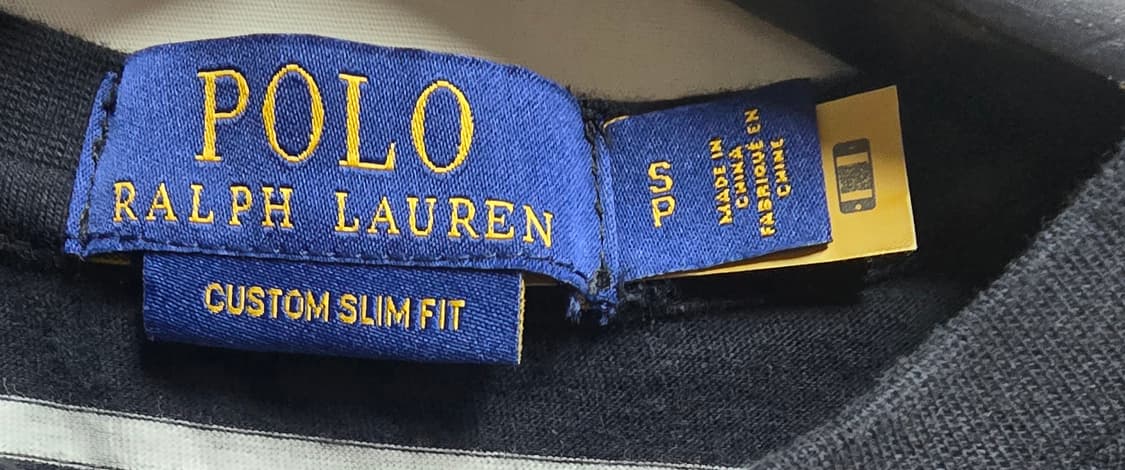 POLO
RALPH LAUREN
CUSTOM SLIM FIT
S
P
MADE IN
CHINA
FABRIQUÉ EN
CHINE